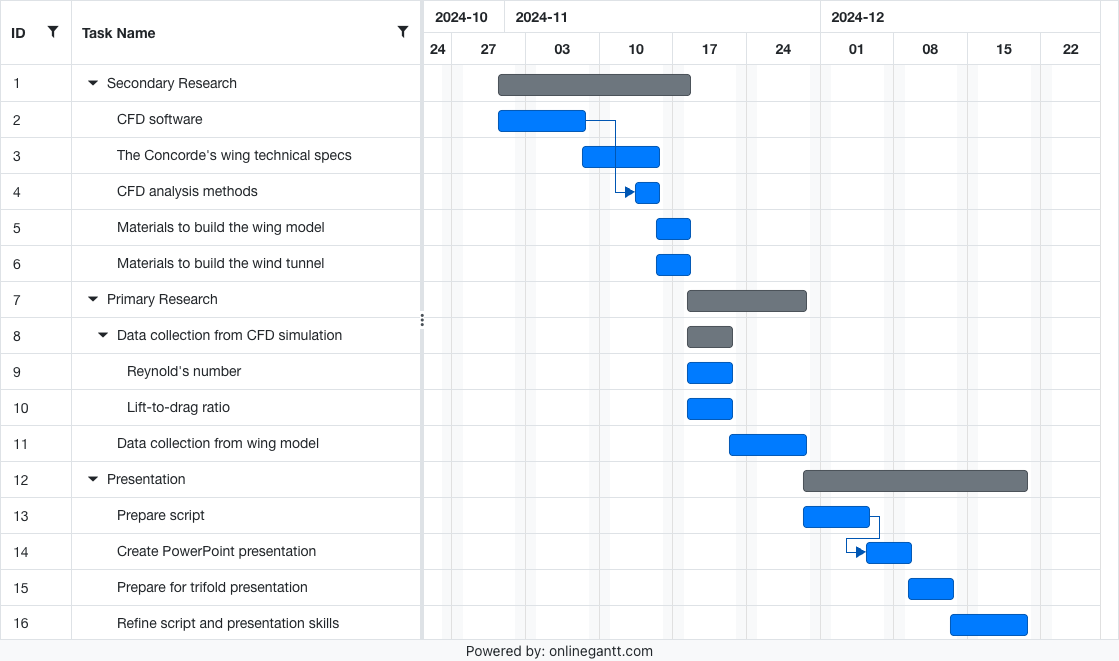 ID Task Name 2024-10 2024-11 2024-12
24 27 03 10 17 24 01 08 15 22
1 Secondary Research
2 CFD software
3 The Concorde's wing technical specs
4 CFD analysis methods
5 Materials to build the wing model
6 Materials to build the wind tunnel
7 Primary Research
8 Data collection from CFD simulation
9 Reynold's number
10 Lift-to-drag ratio
11 Data collection from wing model
12 Presentation
13 Prepare script
14 Create PowerPoint presentation
15 Prepare for trifold presentation
16 Refine script and presentation skills
Powered by: onlinegantt.com